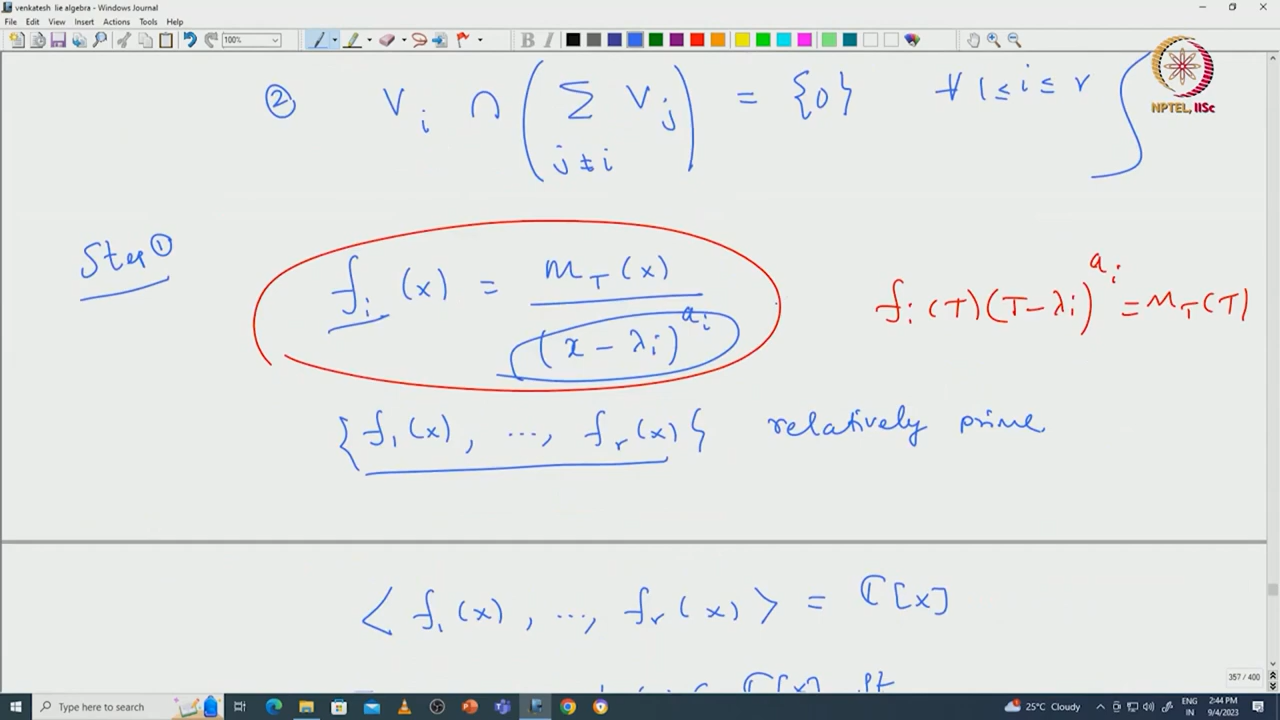 venkatesh lie algebra - Windows Journal
File Edit View Insert Actions Tools Help
100%
② V_i ∩ ( Σ_{j≠i} V_j ) = {0} ∀ 1 ≤ i ≤ r
NPTEL, IISc
Step ①
f_i (x) = m_T (x) / (x - λ_i)^{a_i}
f_i (T) (T - λ_i)^{a_i} = m_T (T)
{ f_1 (x) , ..., f_r (x) } relatively prime
< f_1 (x) , ..., f_r (x) > = ℂ [x]
ℂ[x] st
357 / 400
Type here to search
25°C Cloudy
ENG
IN
2:44 PM
9/4/2023